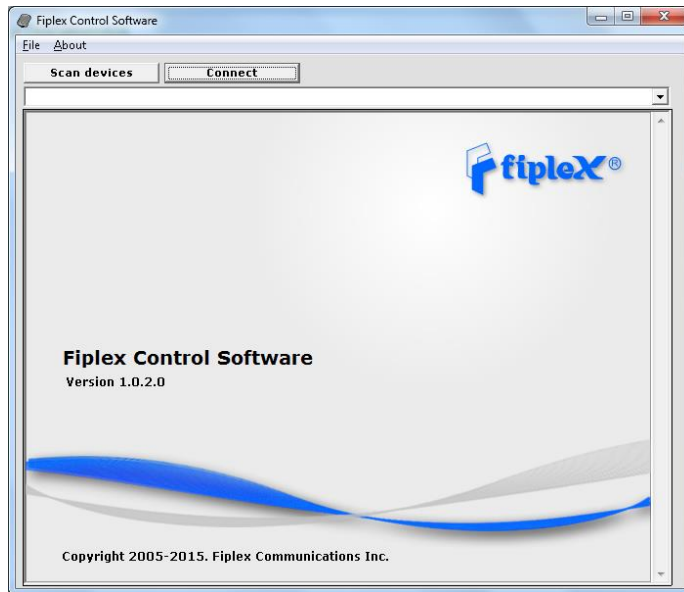 Fiplex Control Software
File About
Scan devices Connect
fipleX®
Fiplex Control Software
Version 1.0.2.0
Copyright 2005-2015. Fiplex Communications Inc.